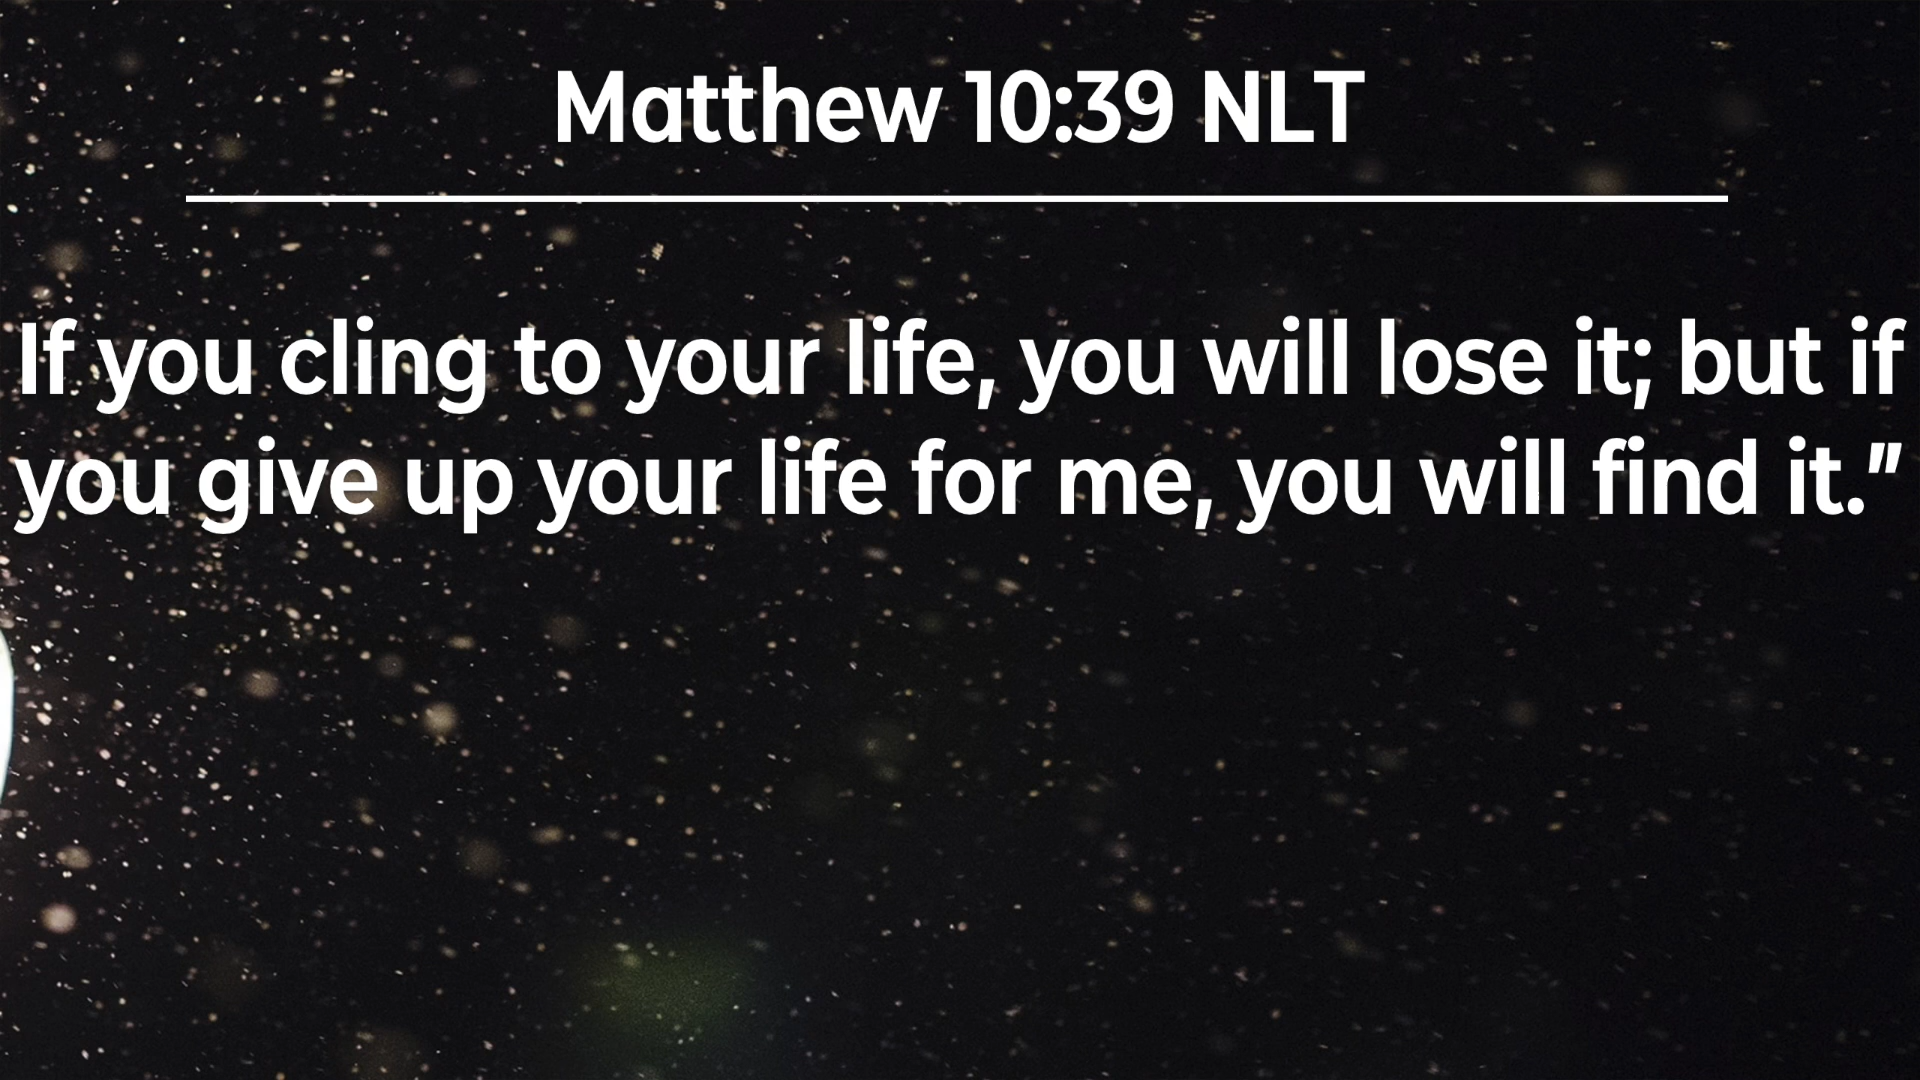 Matthew 10:39 NLT
If you cling to your life, you will lose it; but if
you give up your life for me, you will find it.”